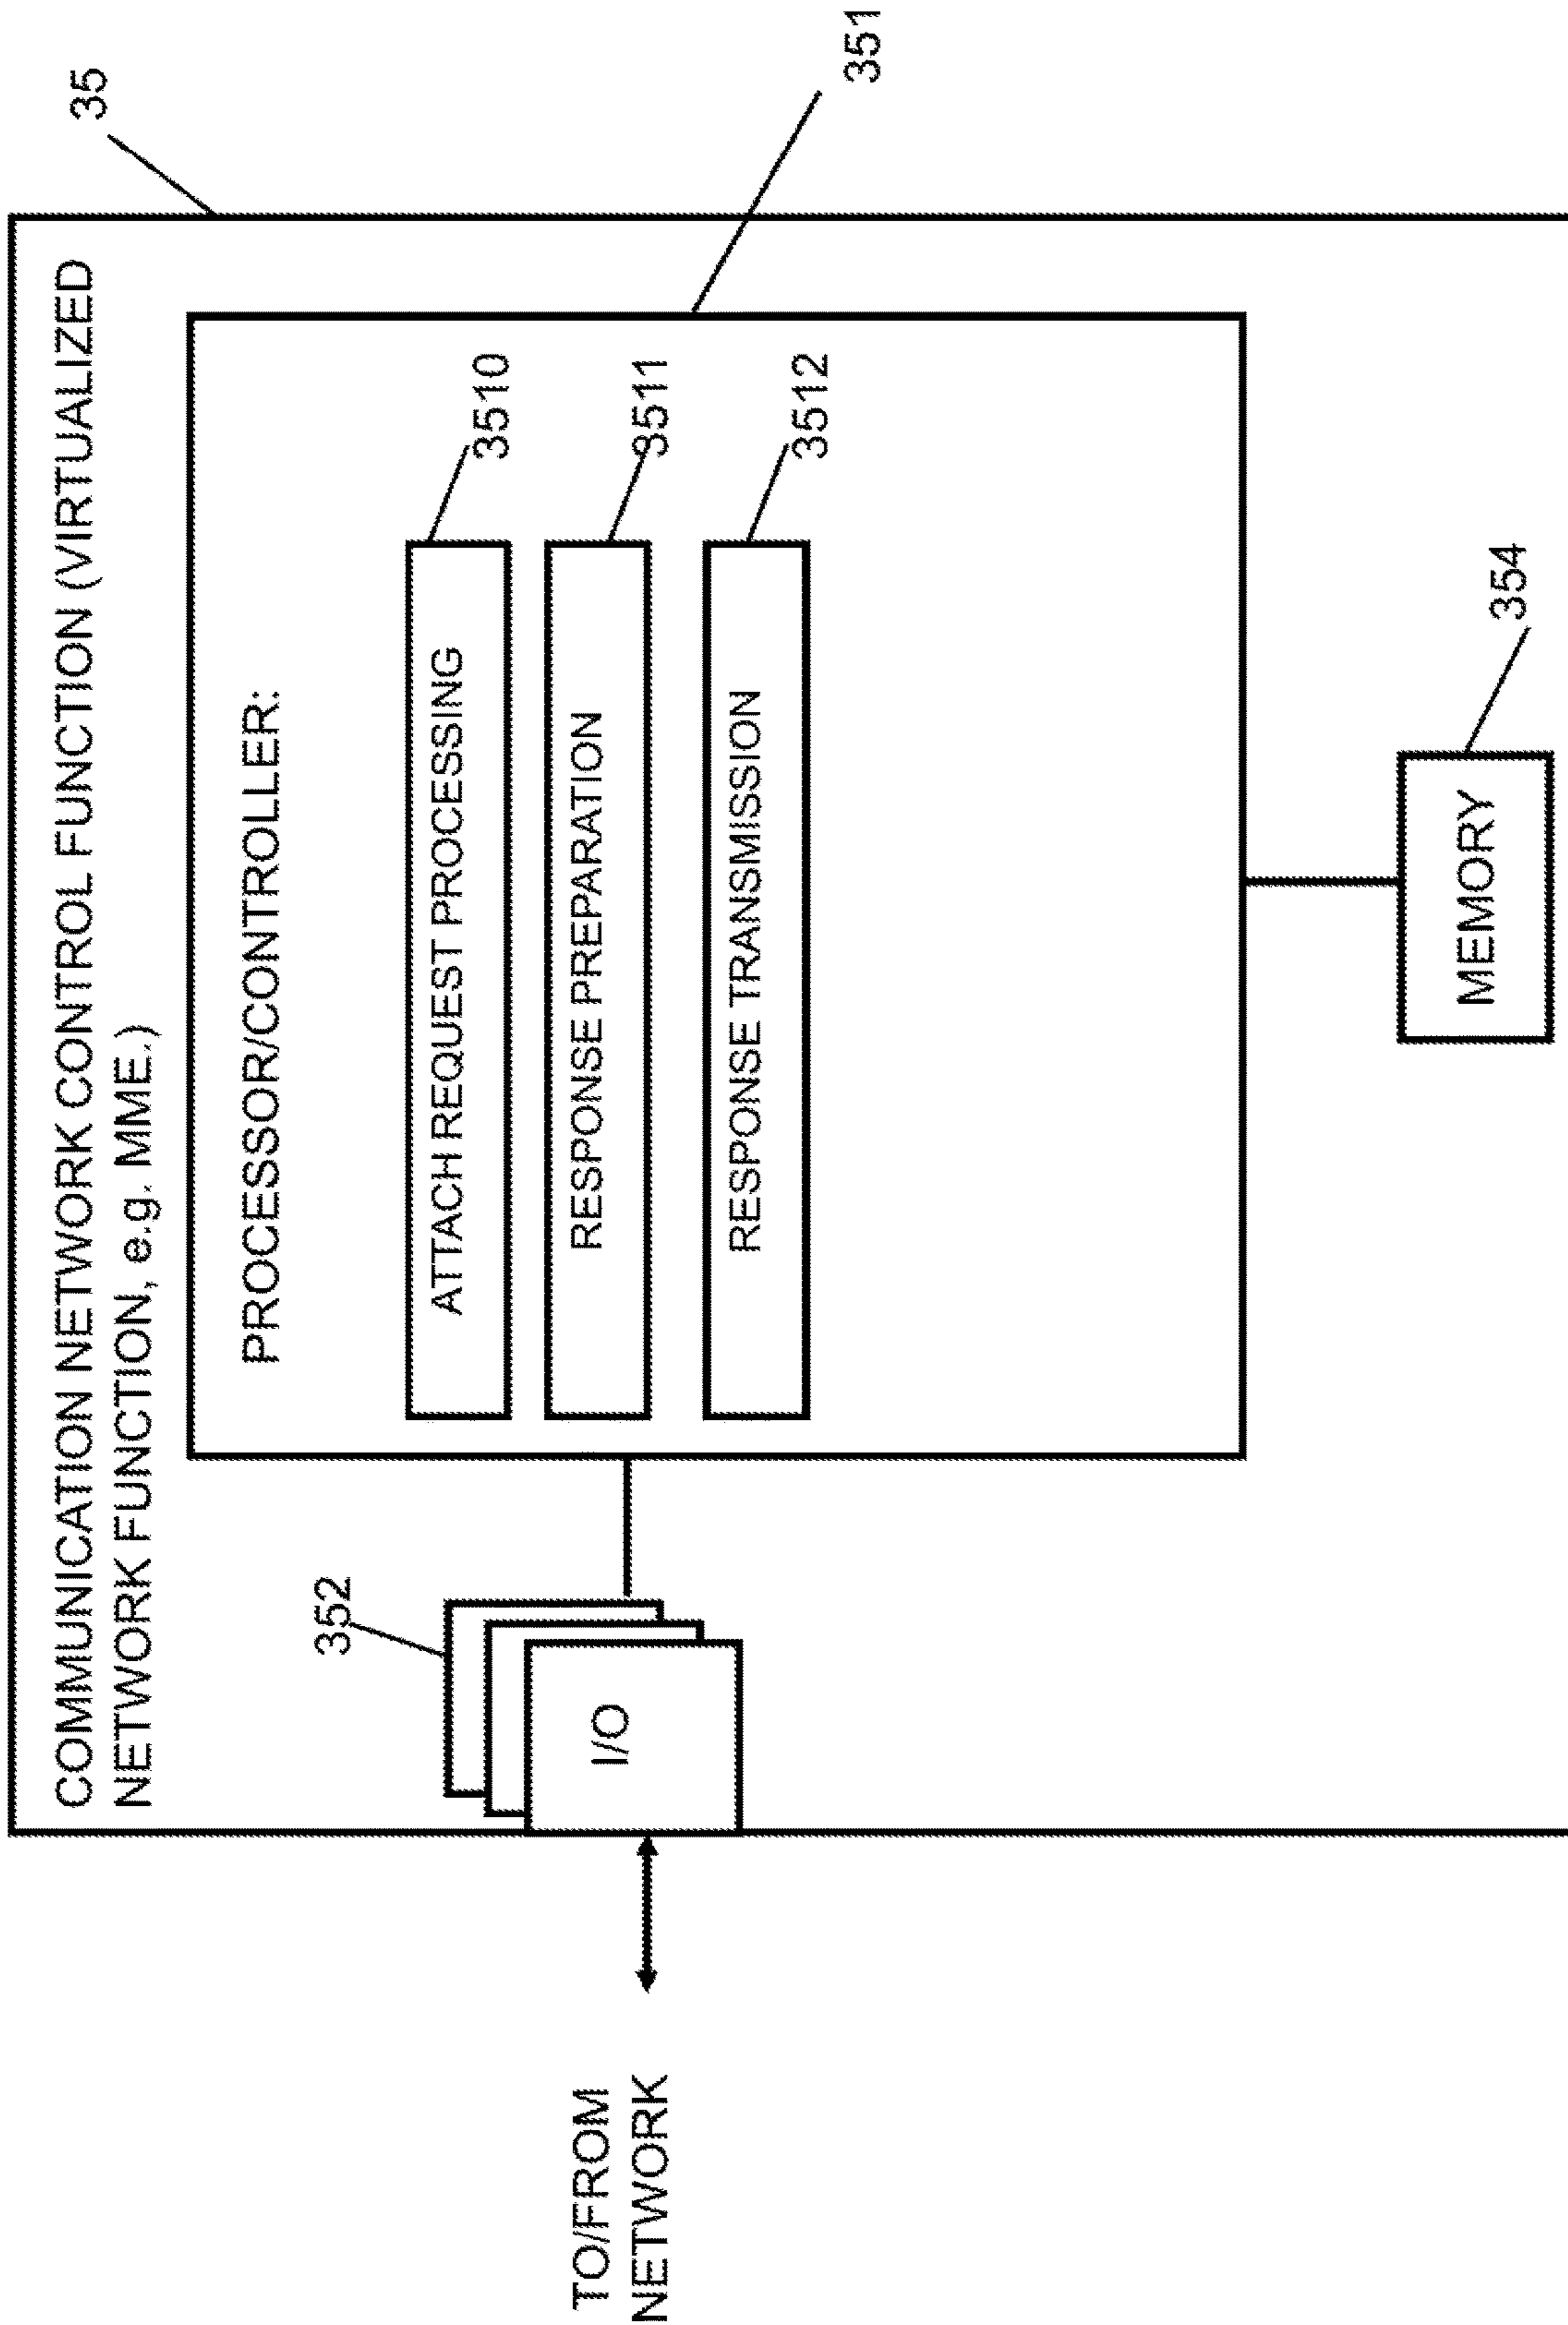 35
COMMUNICATION NETWORK CONTROL FUNCTION (VIRTUALIZED
NETWORK FUNCTION, e.g. MME.)
351
PROCESSOR/CONTROLLER:
352
3510
ATTACH REQUEST PROCESSING
3511
RESPONSE PREPARATION
3512
RESPONSE TRANSMISSION
I/O
TO/FROM
NETWORK
354
MEMORY